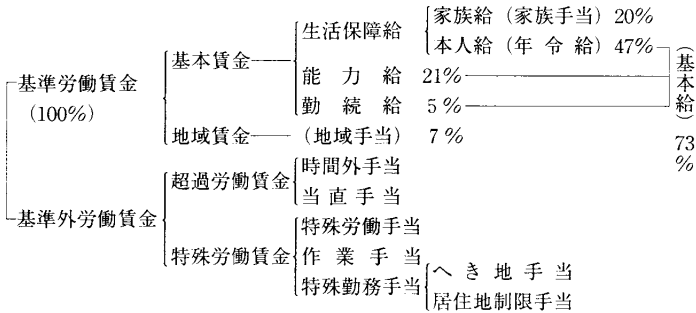 家族給（家族手当）20%
生活保障給
本人給（年令給）47%
基本賃金
能力給 21%
基準労働賃金
（100%）
勤続給 5%
（基本給）73%
地域賃金 （地域手当） 7%
時間外手当
超過労働賃金
当直手当
基準外労働賃金
特殊労働手当
特殊労働賃金 作業手当
特殊勤務手当 へき地手当
居住地制限手当